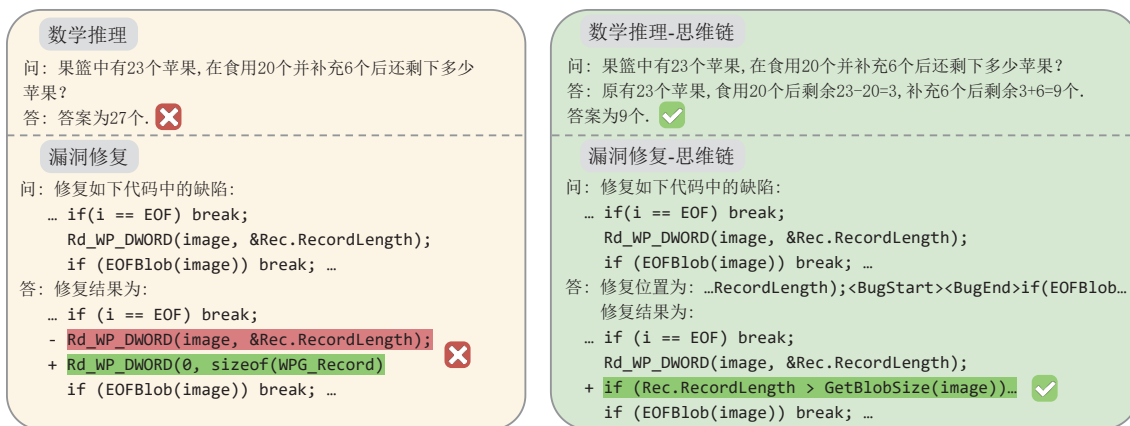 数学推理
问: 果篮中有23个苹果,在食用20个并补充6个后还剩下多少
苹果?
答: 答案为27个.
漏洞修复
问: 修复如下代码中的缺陷:
… if(i == EOF) break;
Rd_WP_DWORD(image, &Rec.RecordLength);
if (EOFBlob(image)) break; …
答: 修复结果为:
… if (i == EOF) break;
- Rd_WP_DWORD(image, &Rec.RecordLength);
+ Rd_WP_DWORD(0, sizeof(WPG_Record)
if (EOFBlob(image)) break; …
数学推理-思维链
问: 果篮中有23个苹果,在食用20个并补充6个后还剩下多少苹果?
答: 原有23个苹果,食用20个后剩余23-20=3,补充6个后剩余3+6=9个.
答案为9个.
漏洞修复-思维链
问: 修复如下代码中的缺陷:
… if(i == EOF) break;
Rd_WP_DWORD(image, &Rec.RecordLength);
if (EOFBlob(image)) break; …
答: 修复位置为: …RecordLength);<BugStart><BugEnd>if(EOFBlob…
修复结果为:
… if (i == EOF) break;
Rd_WP_DWORD(image, &Rec.RecordLength);
+ if (Rec.RecordLength > GetBlobSize(image))…
if (EOFBlob(image)) break; …